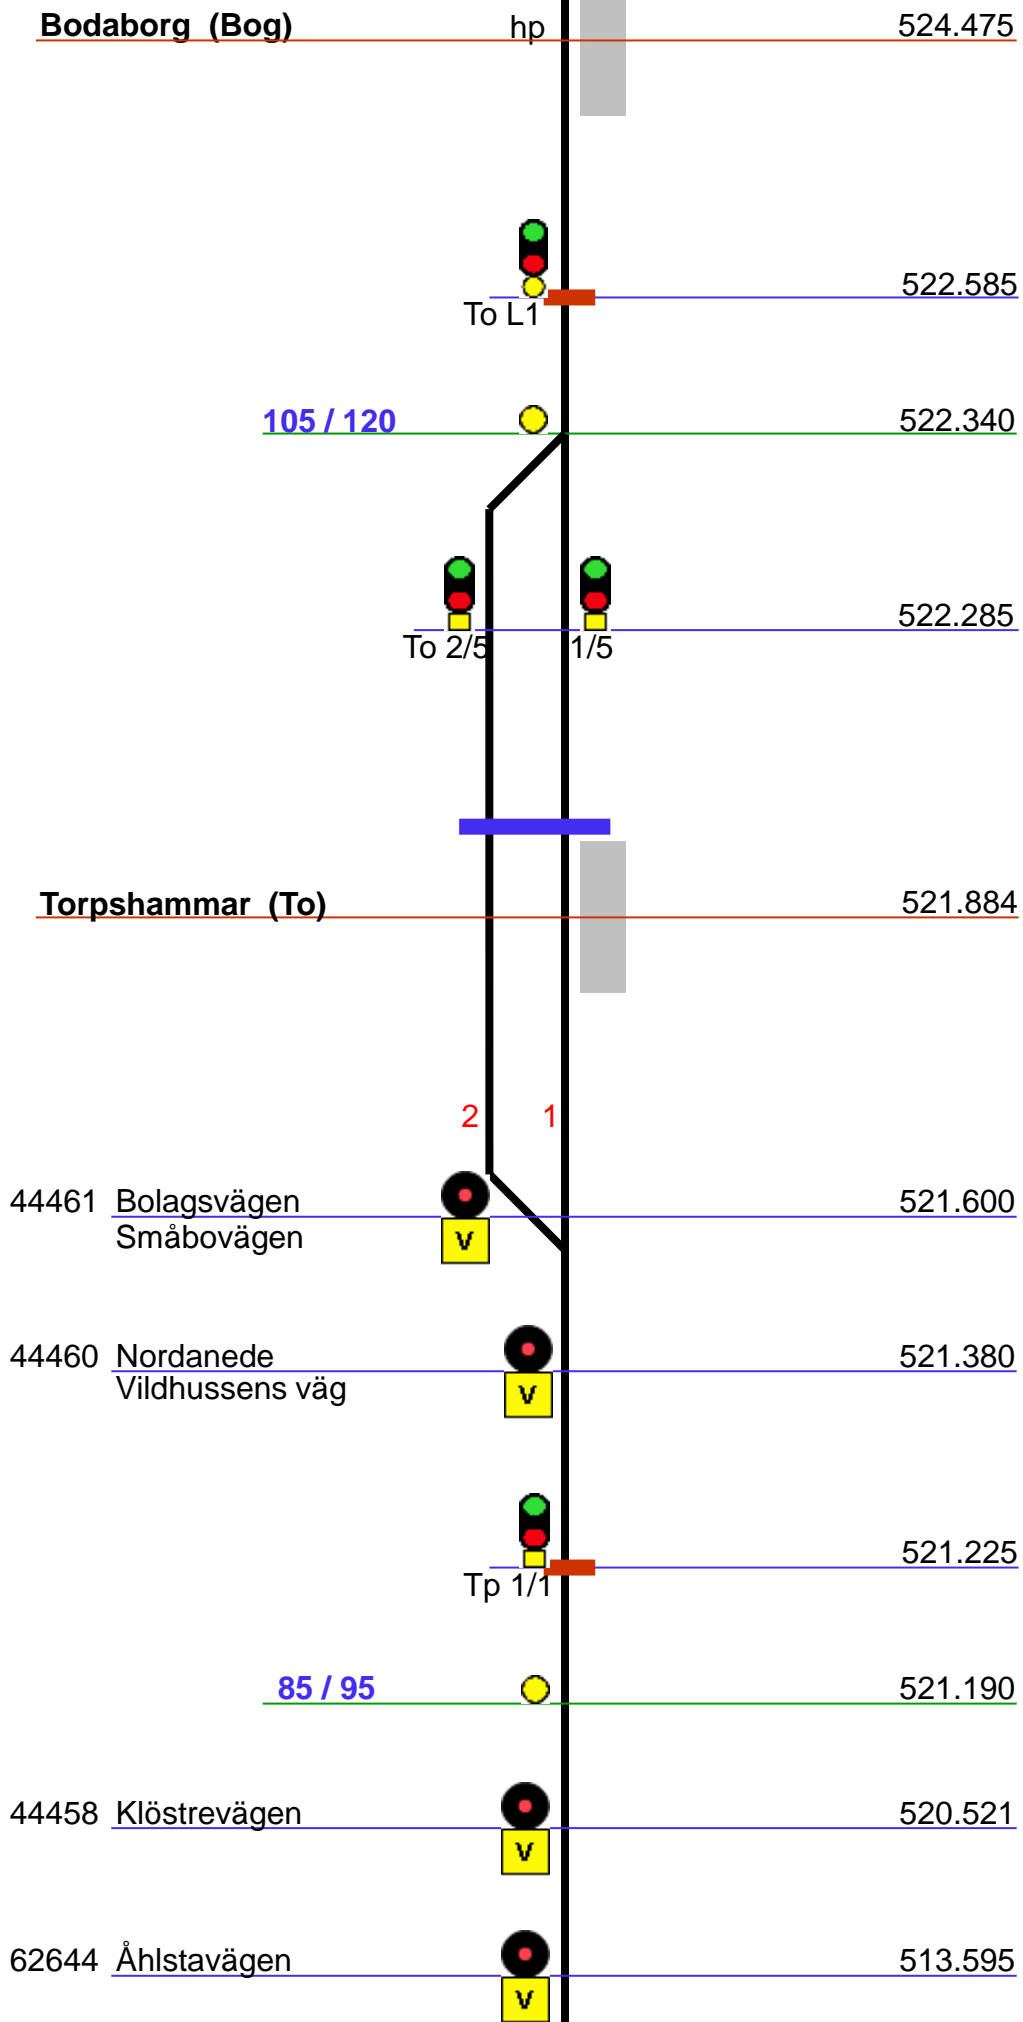 Bodaborg (Bog) hp 524.475
522.585
To L1
105 / 120 522.340
522.285
To 2/5 1/5
Torpshammar (To) 521.884
2 1
44461 Bolagsvägen 521.600
Småbovägen
V
44460 Nordanede 521.380
Vildhussens väg V
521.225
Tp 1/1
85 / 95 521.190
44458 Klöstrevägen 520.521
V
62644 Åhlstavägen 513.595
V